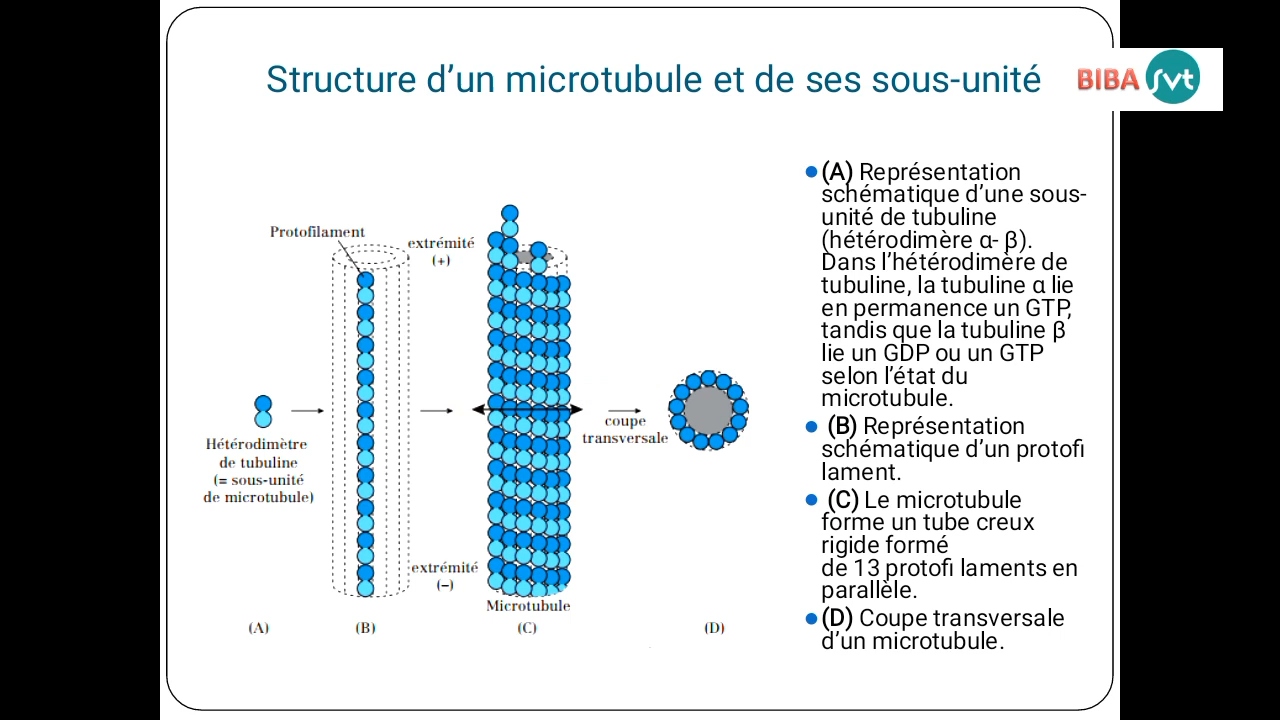 Structure d’un microtubule et de ses sous-unité
BIBA svt
(A) Représentation
schématique d’une sous-
unité de tubuline
(hétérodimère α- β).
Dans l’hétérodimère de
tubuline, la tubuline α lie
en permanence un GTP,
tandis que la tubuline β
lie un GDP ou un GTP
selon l’état du
microtubule.
(B) Représentation
schématique d’un protofi
lament.
(C) Le microtubule
forme un tube creux
rigide formé
de 13 protofi laments en
parallèle.
(D) Coupe transversale
d’un microtubule.
Protofilament
extrémité
(+)
Hétérodimètre
de tubuline
(= sous-unité
de microtubule)
coupe
transversale
extrémité
(–)
Microtubule
(A)
(B)
(C)
(D)